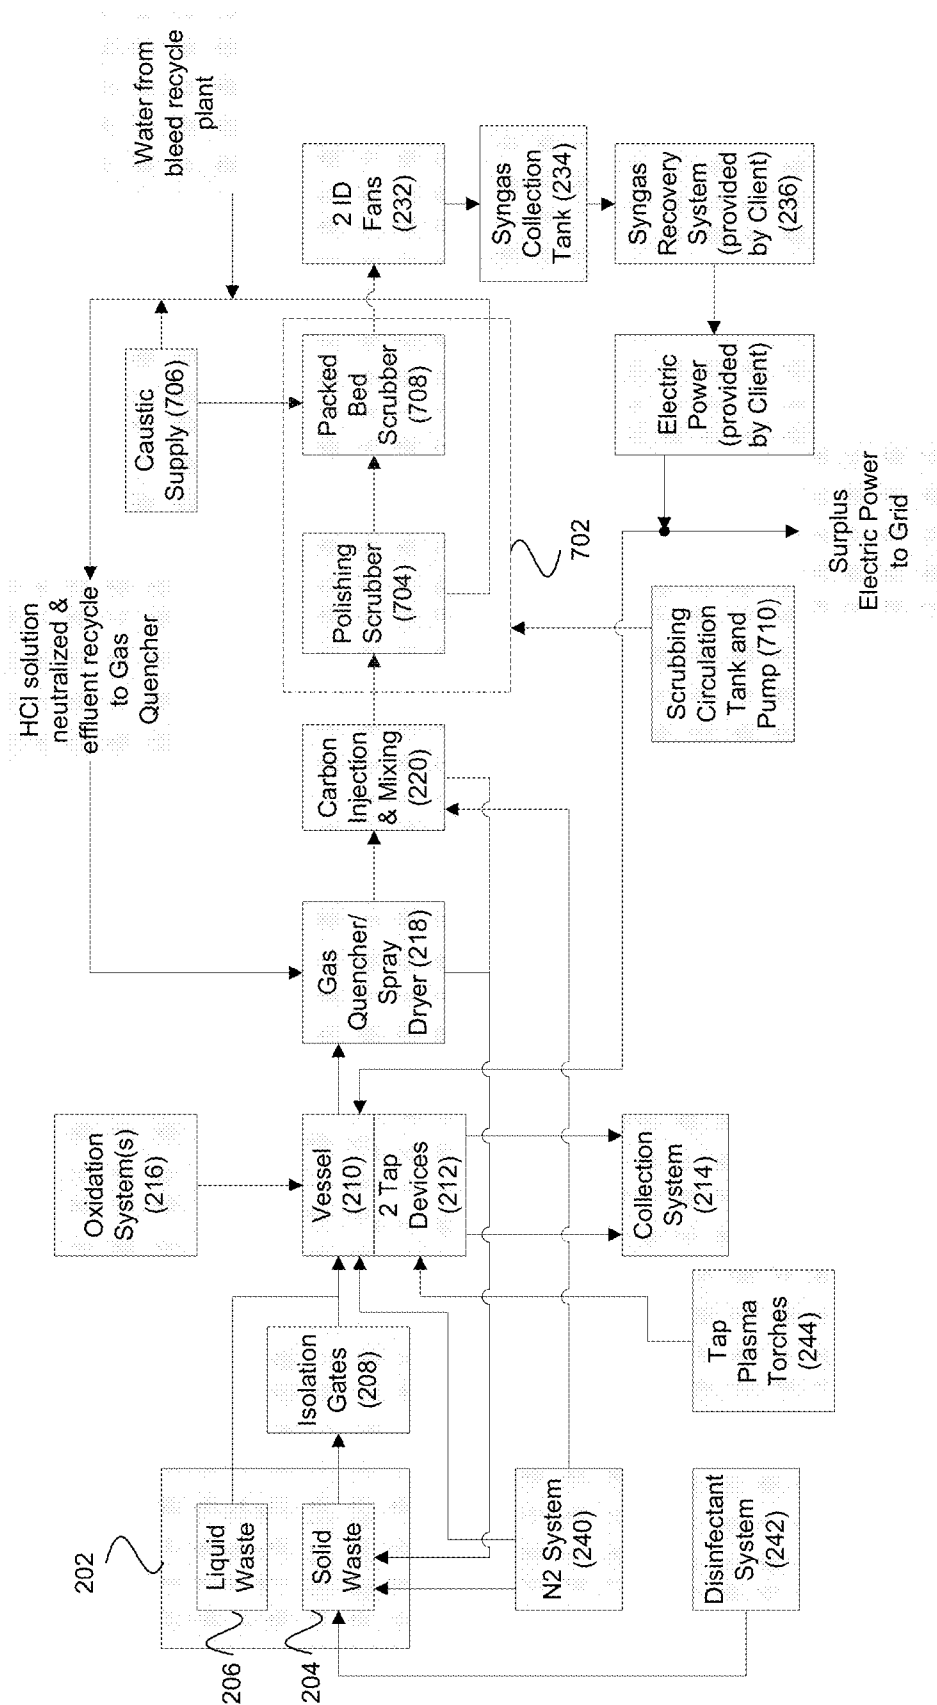 Water from
bleed recycle
plant
HCl solution
neutralized &
effluent recycle
to Gas
Quencher
Caustic
Supply (706)
Oxidation
System(s)
(216)
202
206
204
Liquid
Waste
Solid
Waste
Isolation
Gates
(208)
Vessel
(210)
2 Tap
Devices
(212)
Gas
Quencher/
Spray
Dryer (218)
Carbon
Injection
& Mixing
(220)
Polishing
Scrubber
(704)
Packed
Bed
Scrubber
(708)
702
2 ID
Fans
(232)
Syngas
Collection
Tank (234)
Syngas
Recovery
System
(provided
by Client)
(236)
Electric
Power
(provided
by Client)
Surplus
Electric Power
to Grid
Scrubbing
Circulation
Tank and
Pump (710)
Collection
System
(214)
Tap
Plasma
Torches
(244)
N2 System
(240)
Disinfectant
System
(242)